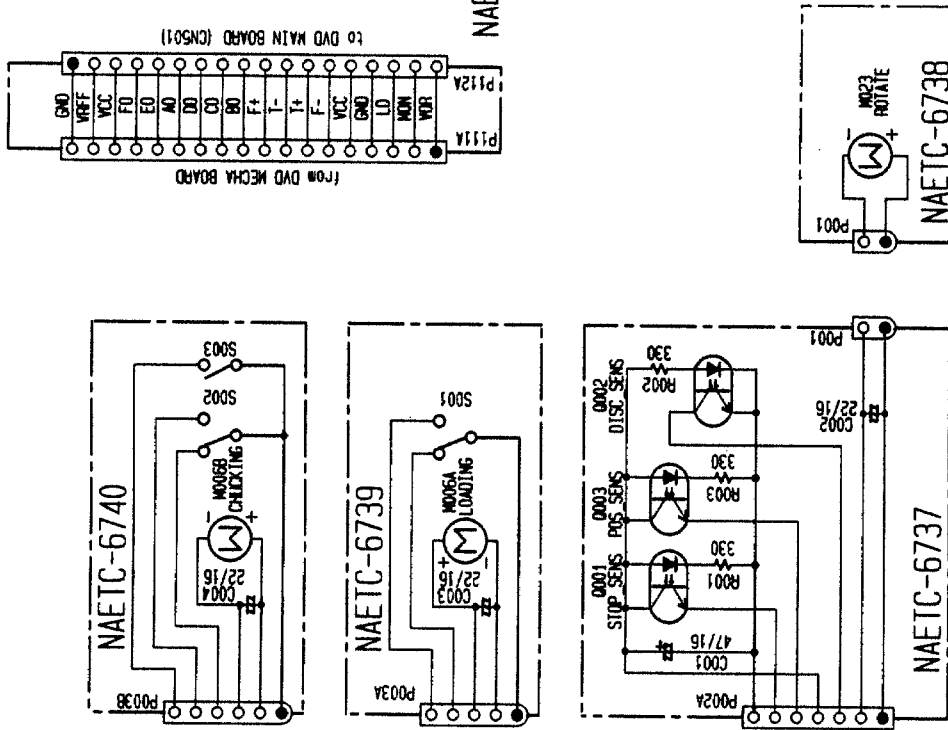 to DVD MAIN BOARD (CN501)
P112A
GND
VREF
VCC
FO
EO
AO
DO
CO
BO
F+
T-
T+
F-
VCC
GND
LD
MON
VOR
P111A
from DVD MECHA BOARD
NAE
M023
ROTATE
-
M
+
P001
NAETC-6738
NAETC-6740
S003
S002
M006B
CHUCKING
-
M
+
22/16
C004
P003B
NAETC-6739
S001
M006A
LOADING
+
M
-
22/16
C003
P003A
P001
330
R002
Q002
DISC SENS
22/16
C002
Q003
POS SENS
330
R003
Q001
STOP SENS
330
R001
+
47/16
C001
P002A
NAETC-6737